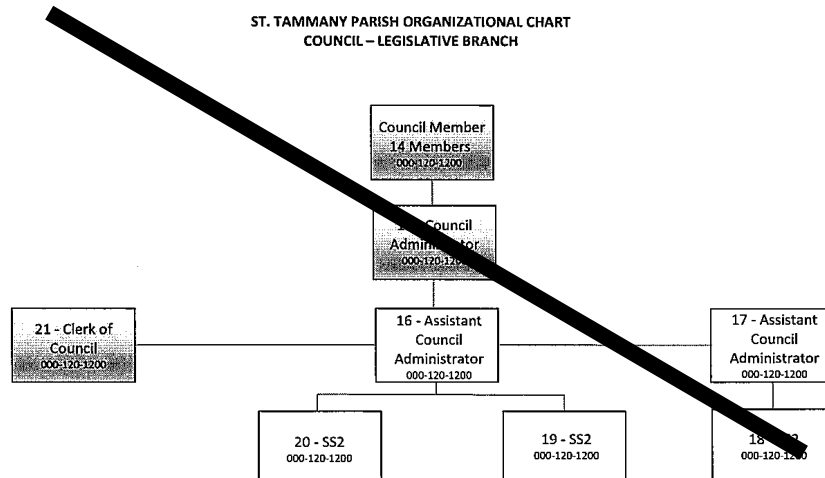 ST. TAMMANY PARISH ORGANIZATIONAL CHART
COUNCIL – LEGISLATIVE BRANCH
Council Member
14 Members
000-120-1200
Council
000-120-1200
21 - Clerk of
Council
000-120-1200
16 - Assistant
Council
Administrator
000-120-1200
17 - Assistant
Council
Administrator
000-120-1200
20 - SS2
000-120-1200
19 - SS2
000-120-1200